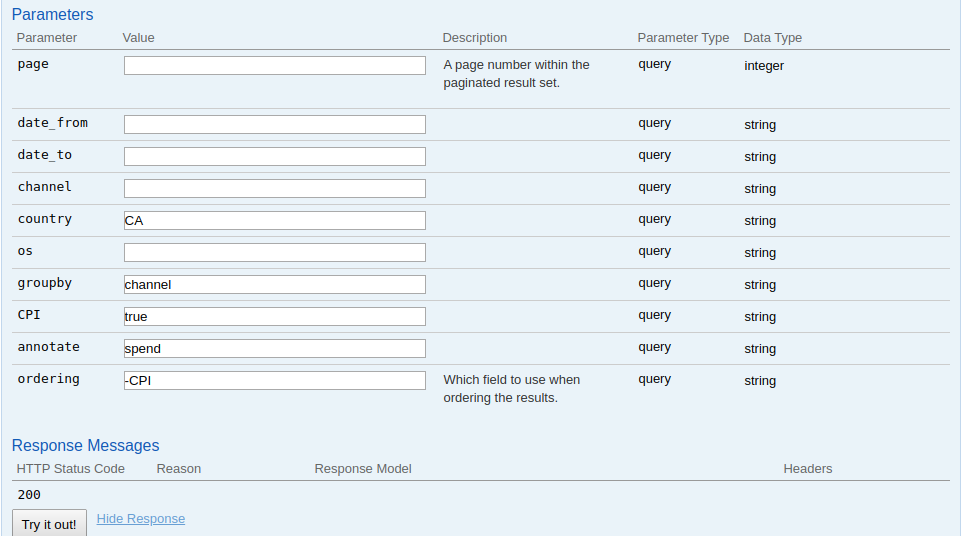 Parameters
Parameter Value Description Parameter Type Data Type
page A page number within the paginated result set. query integer
date_from query string
date_to query string
channel query string
country CA query string
os query string
groupby channel query string
CPI true query string
annotate spend query string
ordering -CPI Which field to use when ordering the results. query string
Response Messages
HTTP Status Code Reason Response Model Headers
200
Try it out! Hide Response